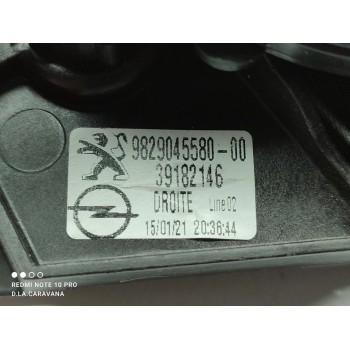 9829045580-00
39182146
DROITE Line02
15/01/21 20:36:44
REDMI NOTE 10 PRO
D.LA.CARAVANA